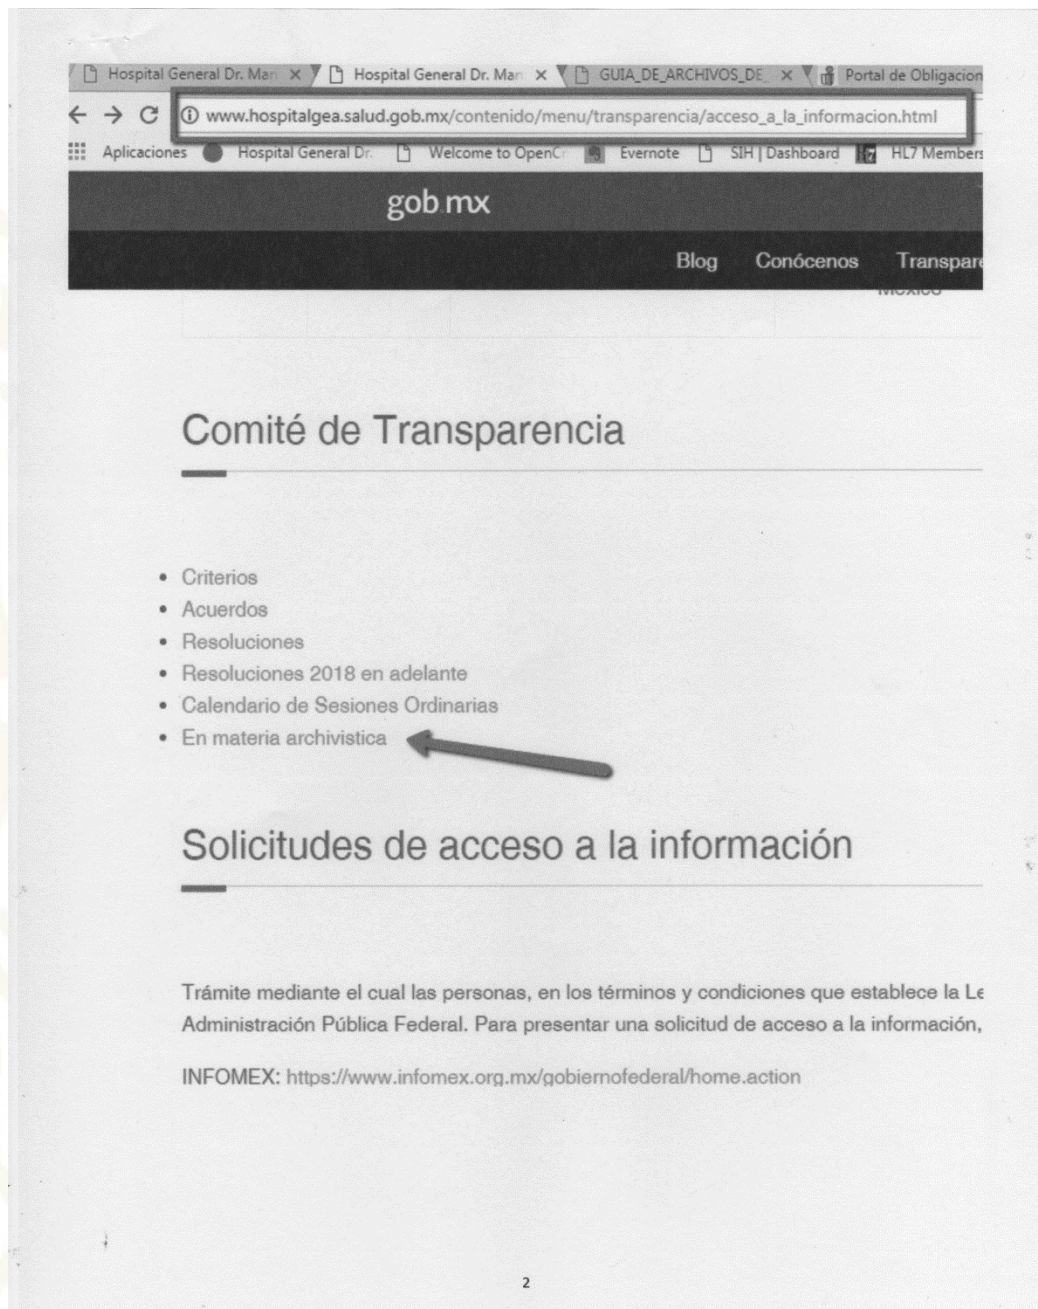 Hospital General Dr. Man
Hospital General Dr. Man
GUIA_DE_ARCHIVOS_DE_
Portal de Obligacion
www.hospitalgea.salud.gob.mx/contenido/menu/transparencia/acceso_a_la_informacion.html
Aplicaciones
Hospital General Dr.
Welcome to OpenC
Evernote
SIH | Dashboard
HL7 Members
gob.mx
Blog Conócenos Transpare
México
Comité de Transparencia
• Criterios
• Acuerdos
• Resoluciones
• Resoluciones 2018 en adelante
• Calendario de Sesiones Ordinarias
• En materia archivistica
Solicitudes de acceso a la información
Trámite mediante el cual las personas, en los términos y condiciones que establece la Le
Administración Pública Federal. Para presentar una solicitud de acceso a la información,
INFOMEX: https://www.infomex.org.mx/gobiernofederal/home.action
2